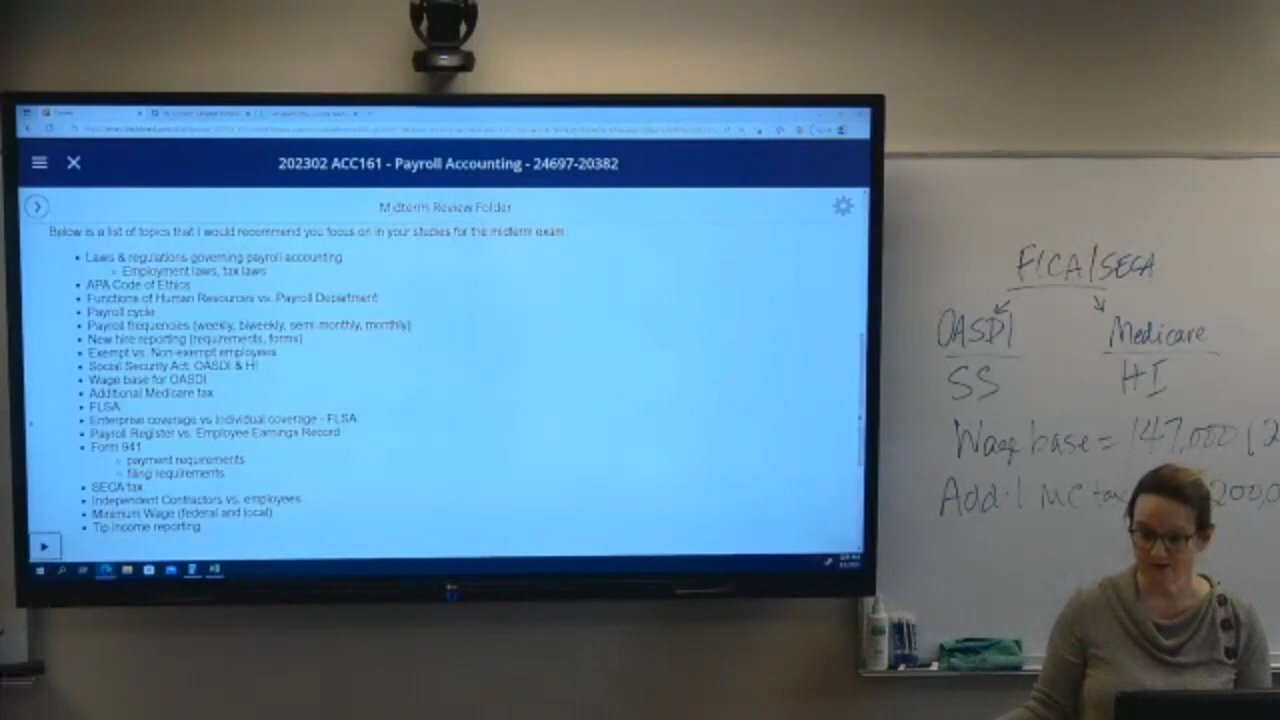 202302 ACC161 - Payroll Accounting - 24697-20382
Midterm Review Folder
Below is a list of topics that I would recommend you focus on in your studies for the midterm exam:
Laws & regulations governing payroll accounting
Employment laws, tax laws
APA Code of Ethics
Functions of Human Resources vs. Payroll Department
Payroll cycle
Payroll frequencies (weekly, biweekly, semi-monthly, monthly)
New hire reporting (requirements, forms)
Exempt vs. Non-exempt employees
Social Security Act: OASDI & HI
Wage base for OASDI
Additional Medicare tax
FLSA
Enterprise coverage vs Individual coverage - FLSA
Payroll Register vs. Employee Earnings Record
Form 941
payment requirements
filing requirements
SECA tax
Independent Contractors vs. employees
Minimum Wage (federal and local)
Tip income reporting
FICA/SECA
OASDI Medicare
SS HI
Wage base = 147,000 (2
Add'l MC tax 200,0